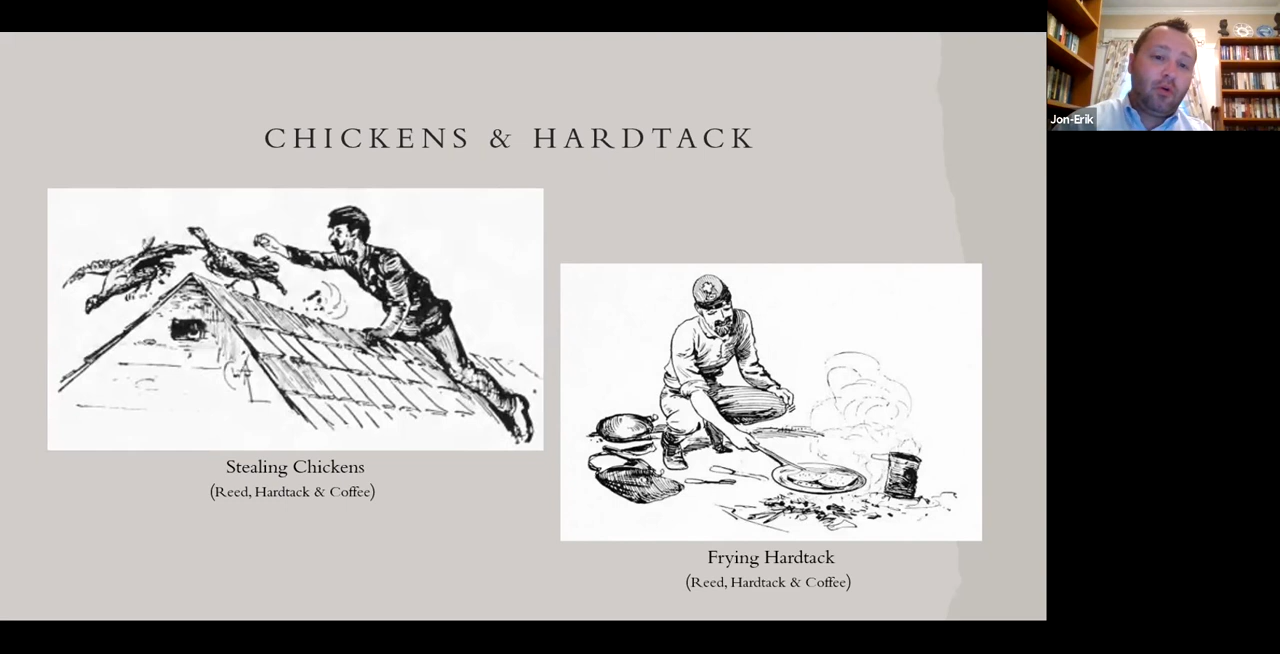 CHICKENS & HARDTACK
Stealing Chickens
(Reed, Hardtack & Coffee)
Frying Hardtack
(Reed, Hardtack & Coffee)
Jon-Erik